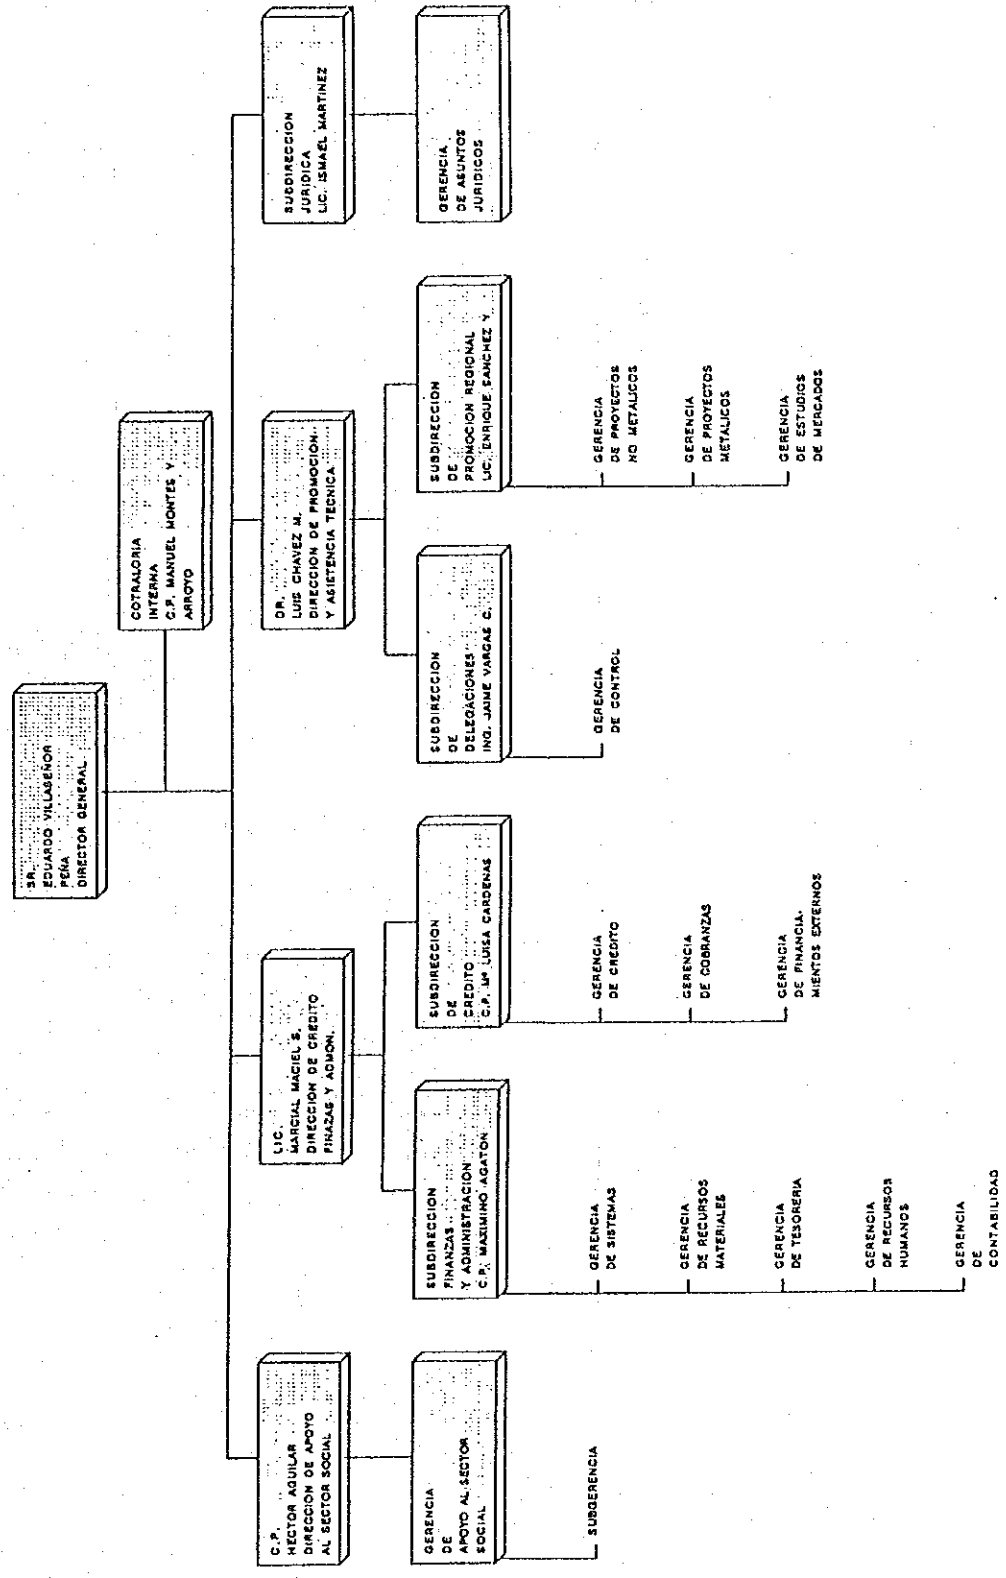 SR.
EDUARDO VILLASEÑOR
PEÑA
DIRECTOR GENERAL
COTRALORIA
INTERNA
C.P. MANUEL MONTES Y
ARROYO
C.P.
HECTOR AGUILAR
DIRECCION DE APOYO
AL SECTOR SOCIAL
LIC.
MARCIAL MACIEL S.
DIRECCION DE CREDITO
FINAZAS Y ADMON.
DR.
LUIS CHAVEZ M.
DIRECCION DE PROMOCION
Y ASISTENCIA TECNICA
SUBDIRECCION
JURIDICA
LIC. ISMAEL MARTINEZ
GERENCIA
DE
APOYO AL SECTOR
SOCIAL
SUBGERENCIA
SUBDIRECCION
FINANZAS
Y ADMINISTRACION
C.P. MAXIMINO AGATON
GERENCIA
DE SISTEMAS
GERENCIA
DE RECURSOS
MATERIALES
GERENCIA
DE TESORERIA
GERENCIA
DE RECURSOS
HUMANOS
GERENCIA
DE
CONTABILIDAD
SUBDIRECCION
DE
CREDITO
C.P. Mª LUISA CARDENAS
GERENCIA
DE CREDITO
GERENCIA
DE COBRANZAS
GERENCIA
DE FINANCIA-
MIENTOS EXTERNOS
SUBDIRECCION
DE
DELEGACIONES
ING. JAIME VARGAS C.
GERENCIA
DE CONTROL
SUBDIRECCION
DE
PROMOCION REGIONAL
LIC. ENRIQUE SANCHEZ Y.
GERENCIA
DE PROYECTOS
NO METALICOS
GERENCIA
DE PROYECTOS
METALICOS
GERENCIA
DE ESTUDIOS
DE MERCADOS
GERENCIA
DE ASUNTOS
JURIDICOS